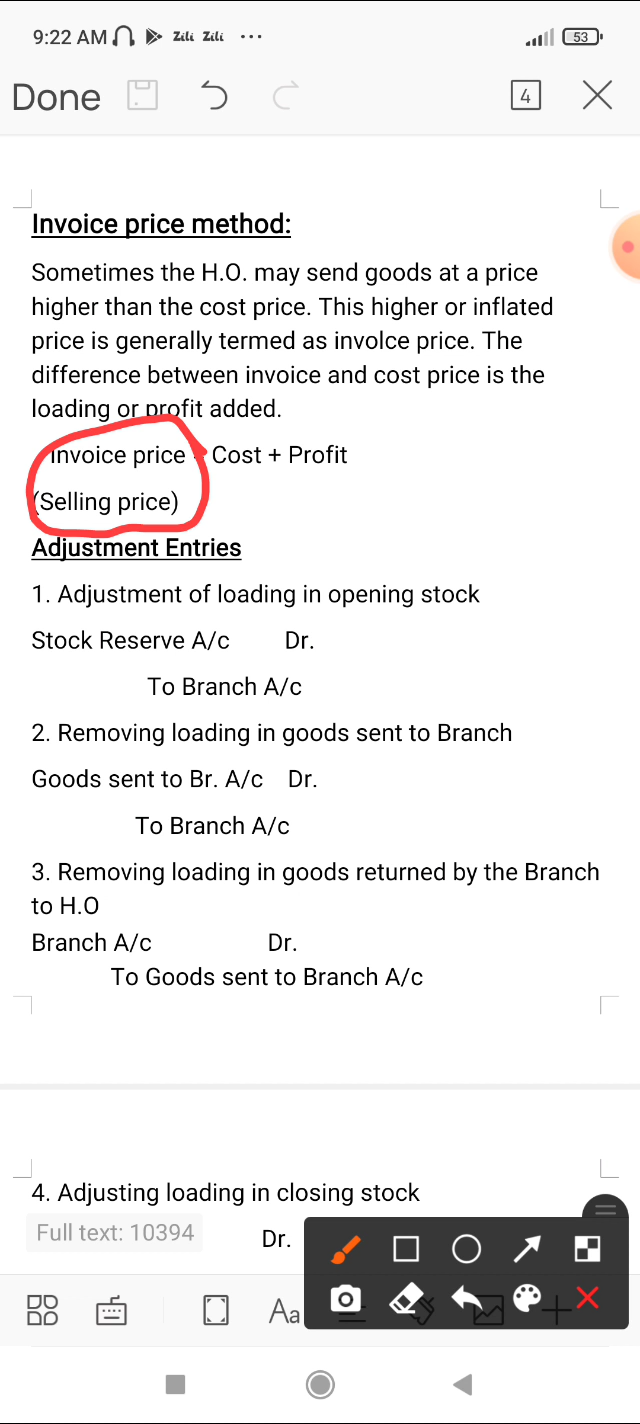 9:22 AM Zili Zili ... 53
Done 4
Invoice price method:
Sometimes the H.O. may send goods at a price
higher than the cost price. This higher or inflated
price is generally termed as involce price. The
difference between invoice and cost price is the
loading or profit added.
Invoice price Cost + Profit
(Selling price)
Adjustment Entries
1. Adjustment of loading in opening stock
Stock Reserve A/c Dr.
To Branch A/c
2. Removing loading in goods sent to Branch
Goods sent to Br. A/c Dr.
To Branch A/c
3. Removing loading in goods returned by the Branch
to H.O
Branch A/c Dr.
To Goods sent to Branch A/c
4. Adjusting loading in closing stock
Full text: 10394 Dr.
Aa